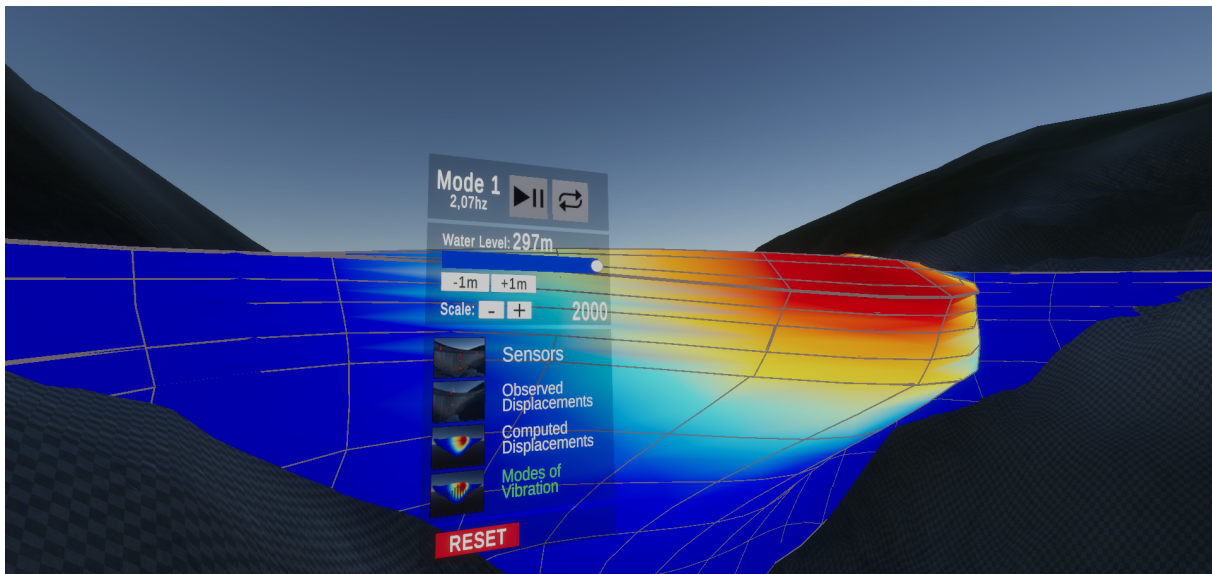 Mode 1
2,07hz
Water Level: 297m
-1m +1m
Scale: - + 2000
Sensors
Observed
Displacements
Computed
Displacements
Modes of
Vibration
RESET